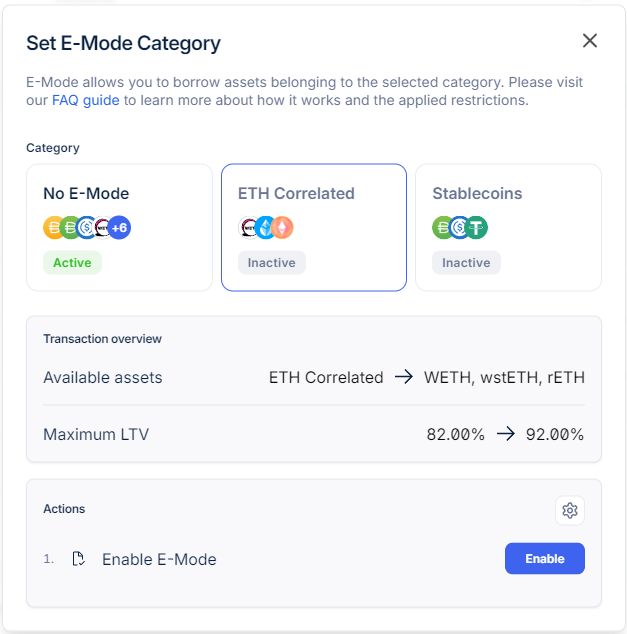 Set E-Mode Category
E-Mode allows you to borrow assets belonging to the selected category. Please visit
our FAQ guide to learn more about how it works and the applied restrictions.
Category
No E-Mode
+6
Active
ETH Correlated
Inactive
Stablecoins
Inactive
Transaction overview
Available assets ETH Correlated → WETH, wstETH, rETH
Maximum LTV 82.00% → 92.00%
Actions
1. Enable E-Mode Enable